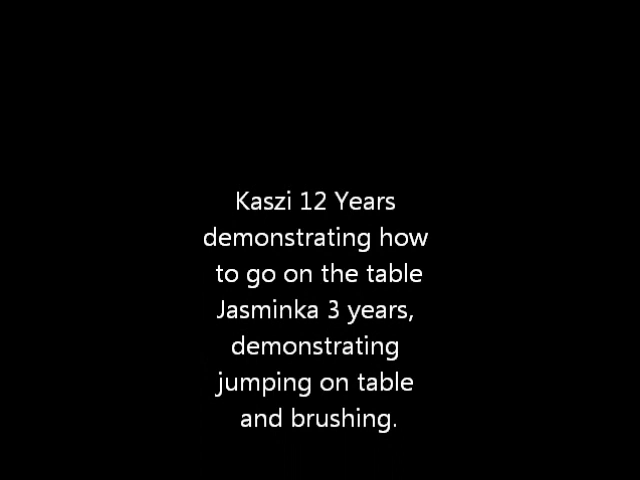 Kaszi 12 Years
demonstrating how
to go on the table
Jasminka 3 years,
demonstrating
jumping on table
and brushing.